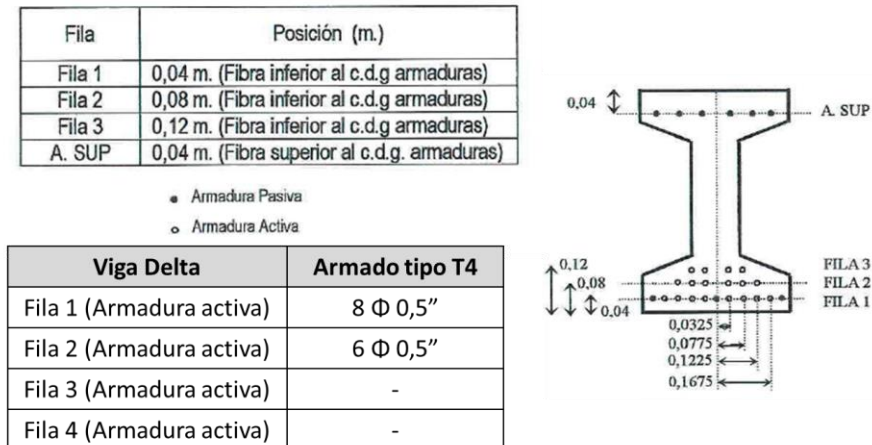 Fila Posición (m.)
Fila 1 0,04 m. (Fibra inferior al c.d.g armaduras)
Fila 2 0,08 m. (Fibra inferior al c.d.g armaduras)
Fila 3 0,12 m. (Fibra inferior al c.d.g armaduras)
A. SUP 0,04 m. (Fibra superior al c.d.g. armaduras)
Armadura Pasiva
Armadura Activa
Viga Delta Armado tipo T4
Fila 1 (Armadura activa) 8 Φ 0,5”
Fila 2 (Armadura activa) 6 Φ 0,5”
Fila 3 (Armadura activa) -
Fila 4 (Armadura activa) -
0,04 A. SUP
0,12 FILA 3
0,08 FILA 2
0,04 FILA 1
0,0325
0,0775
0,1225
0,1675